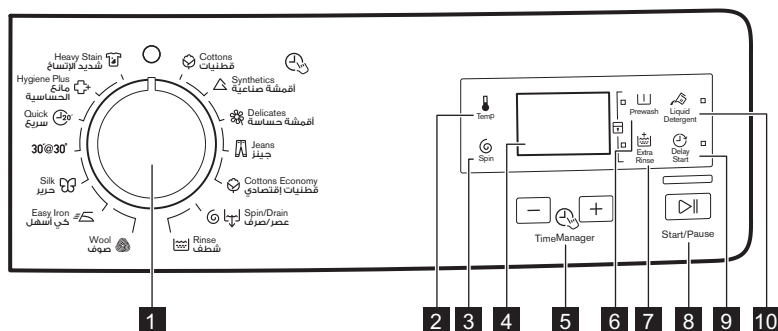 Heavy Stain
شديد الإتساخ
Hygiene Plus
مانع
الحساسية
Quick
سريع
20'
30'@30°
Silk
حرير
Easy Iron
كي أسهل
Wool
صوف
Cottons
قطنيات
Synthetics
أقمشة صناعية
Delicates
أقمشة حساسة
Jeans
جينز
Cottons Economy
قطنيات إقتصادي
Spin/Drain
عصر/صرف
Rinse
شطف
Temp
Spin
Prewash
Liquid
Detergent
Extra
Rinse
Delay
Start
TimeManager
Start/Pause
1 2 3 4 5 6 7 8 9 10